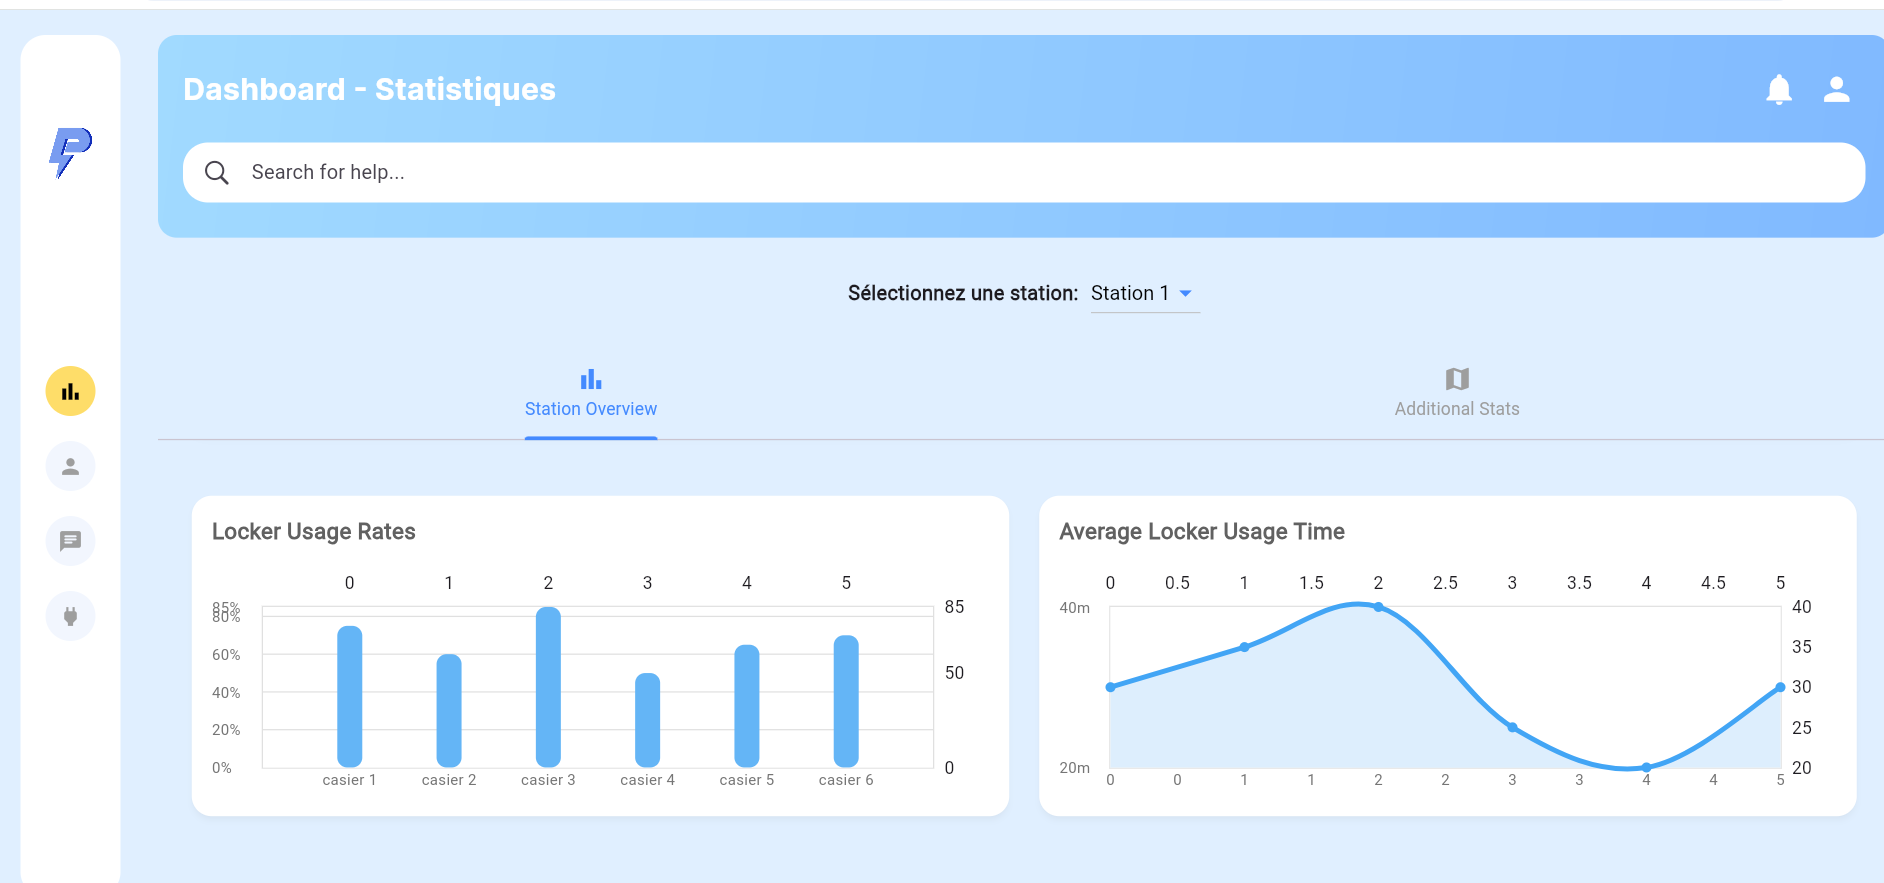 Dashboard - Statistiques
Search for help...
Sélectionnez une station: Station 1
Station Overview
Additional Stats
Locker Usage Rates
0 1 2 3 4 5
85% 85
80%
60%
50
40%
20%
0% 0
casier 1 casier 2 casier 3 casier 4 casier 5 casier 6
Average Locker Usage Time
0 0.5 1 1.5 2 2.5 3 3.5 4 4.5 5
40m 40
35
30
25
20m 20
0 0 1 1 2 2 3 3 4 4 5